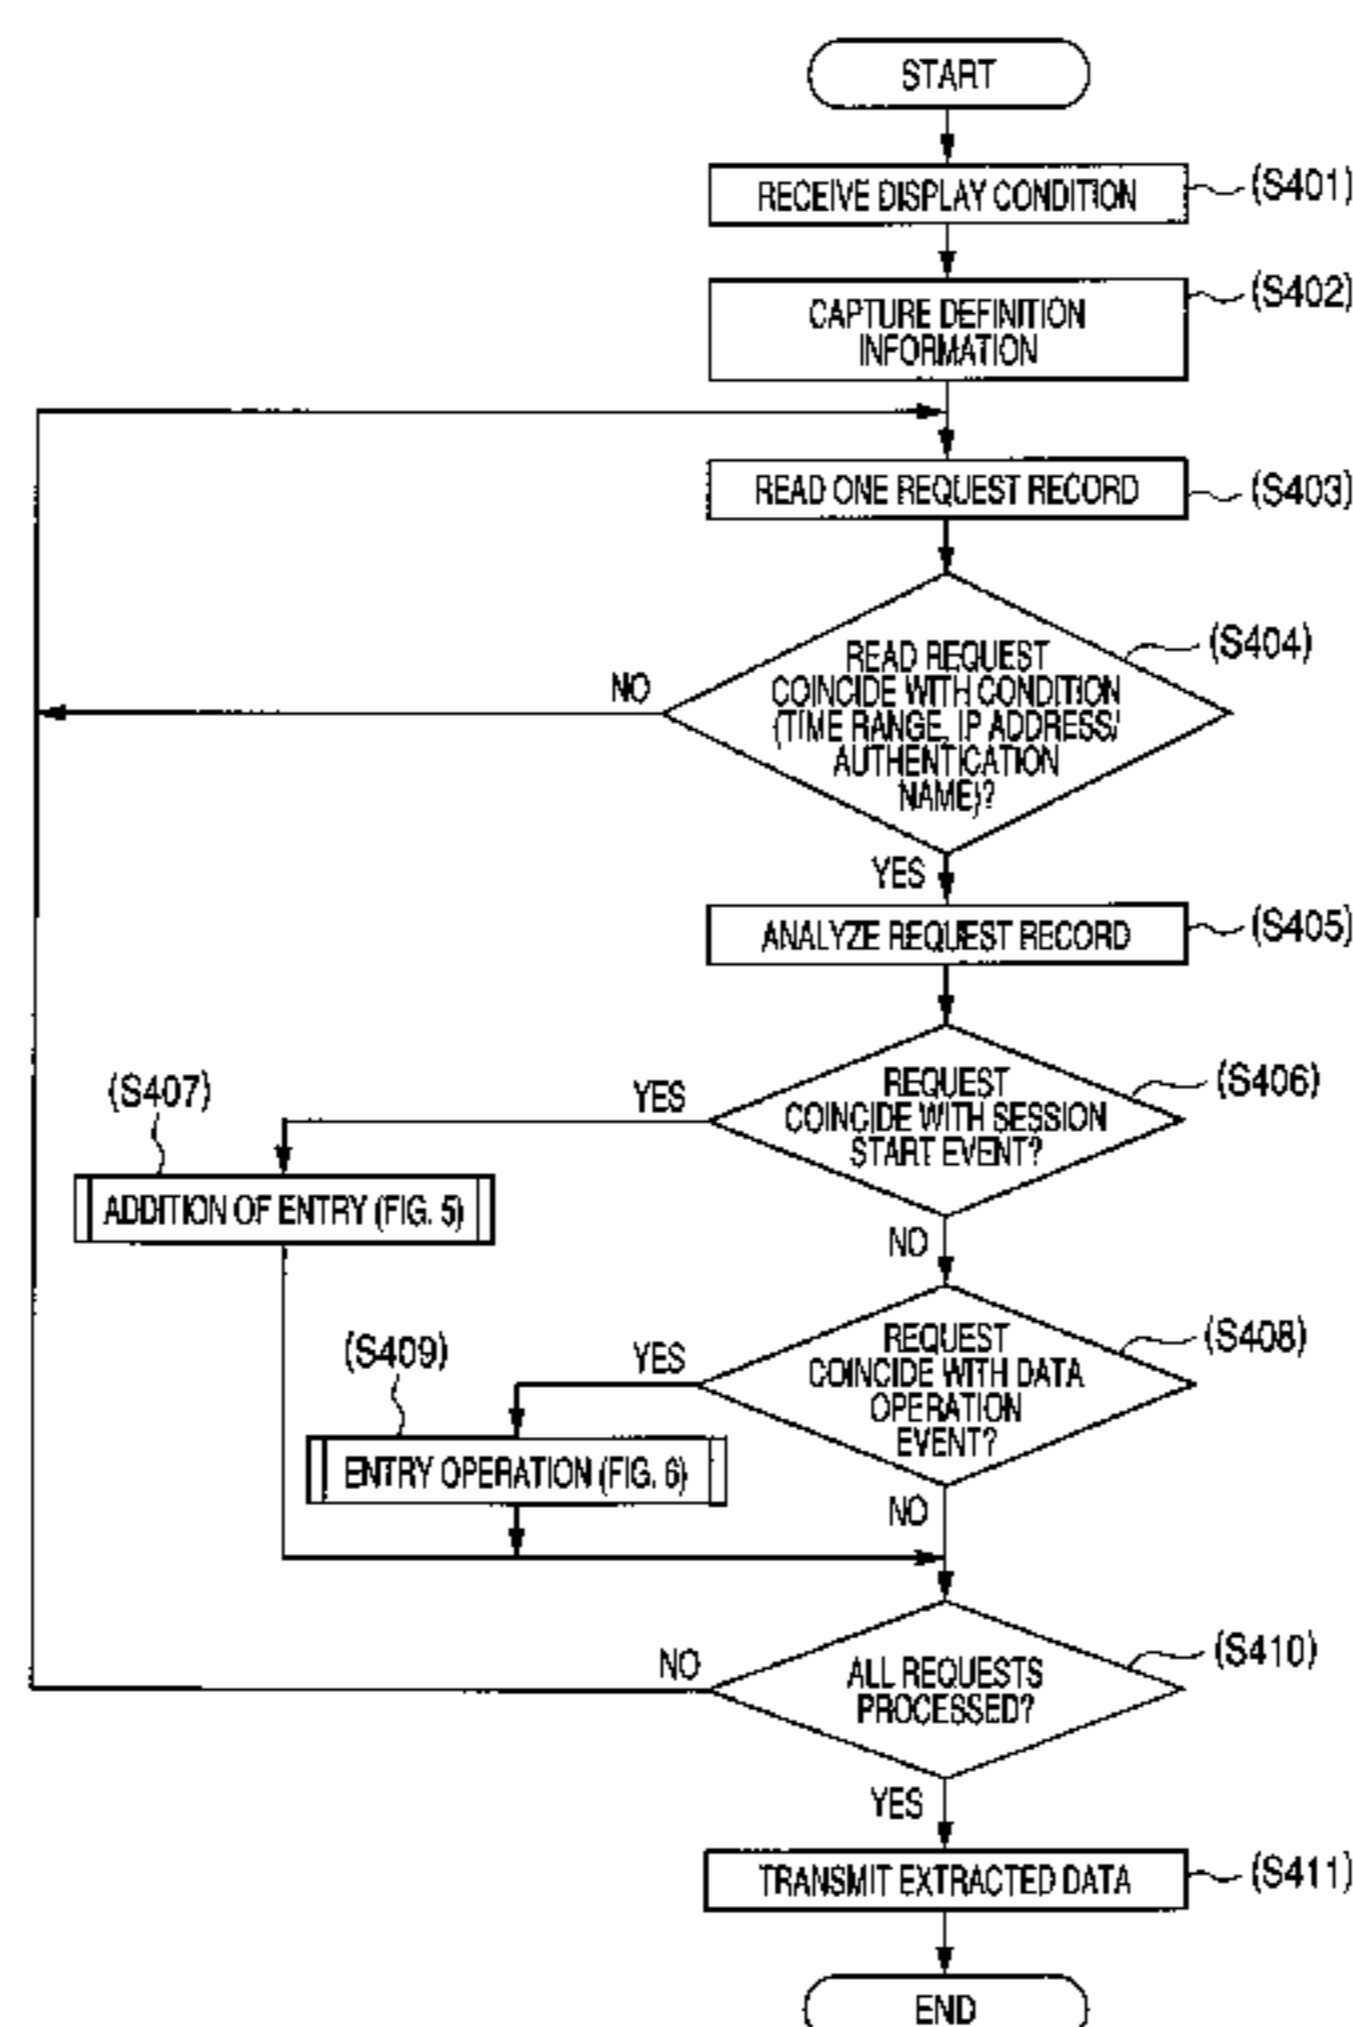 START
RECEIVE DISPLAY CONDITION
(S401)
CAPTURE DEFINITION
INFORMATION
(S402)
READ ONE REQUEST RECORD
(S403)
READ REQUEST
COINCIDE WITH CONDITION
(TIME RANGE, IP ADDRESS/
AUTHENTICATION
NAME)?
(S404)
NO
YES
ANALYZE REQUEST RECORD
(S405)
REQUEST
COINCIDE WITH SESSION
START EVENT?
(S406)
YES
(S407)
ADDITION OF ENTRY (FIG. 5)
NO
REQUEST
COINCIDE WITH DATA
OPERATION
EVENT?
(S408)
YES
(S409)
ENTRY OPERATION (FIG. 6)
NO
ALL REQUESTS
PROCESSED?
(S410)
NO
YES
TRANSMIT EXTRACTED DATA
(S411)
END